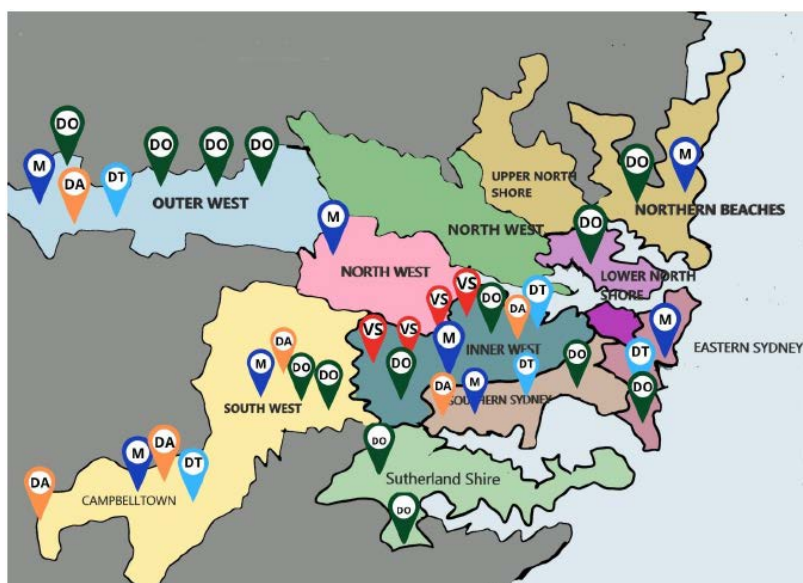 DO
DO
DO
DO
M
DA
DT
OUTER WEST
UPPER NORTH
SHORE
DO
M
NORTHERN BEACHES
M
NORTH WEST
NORTH WEST
DO
LOWER NORTH
SHORE
VS
VS
DO
DA
DT
VS
VS
M
INNER WEST
M
EASTERN SYDNEY
DA
M
DO
DO
SOUTH WEST
DO
DT
DO
DT
DO
DA
M
SOUTHERN SYDNEY
DO
Sutherland Shire
DO
M
DA
DT
DA
CAMPBELLTOWN